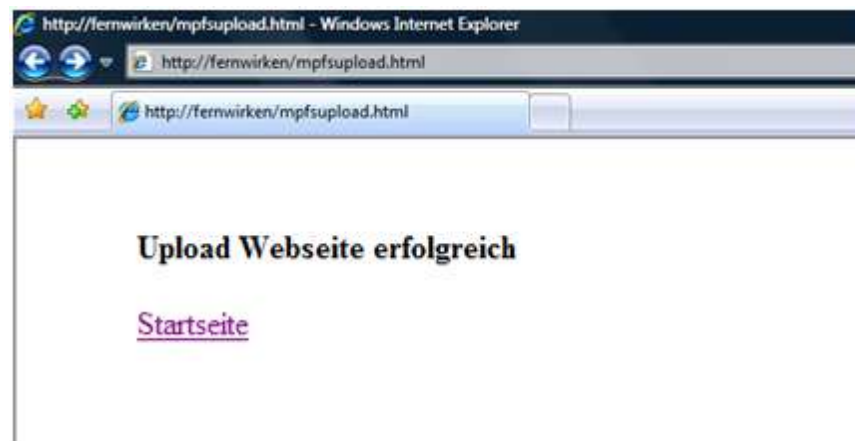 http://fernwirken/mpfsupload.html - Windows Internet Explorer
http://fernwirken/mpfsupload.html
http://fernwirken/mpfsupload.html
Upload Webseite erfolgreich
Startseite